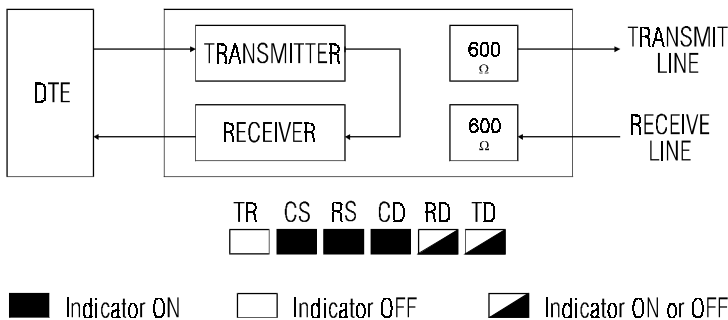 DTE
TRANSMITTER
RECEIVER
600
Ω
600
Ω
TRANSMIT
LINE
RECEIVE
LINE
TR CS RS CD RD TD
Indicator ON Indicator OFF Indicator ON or OFF